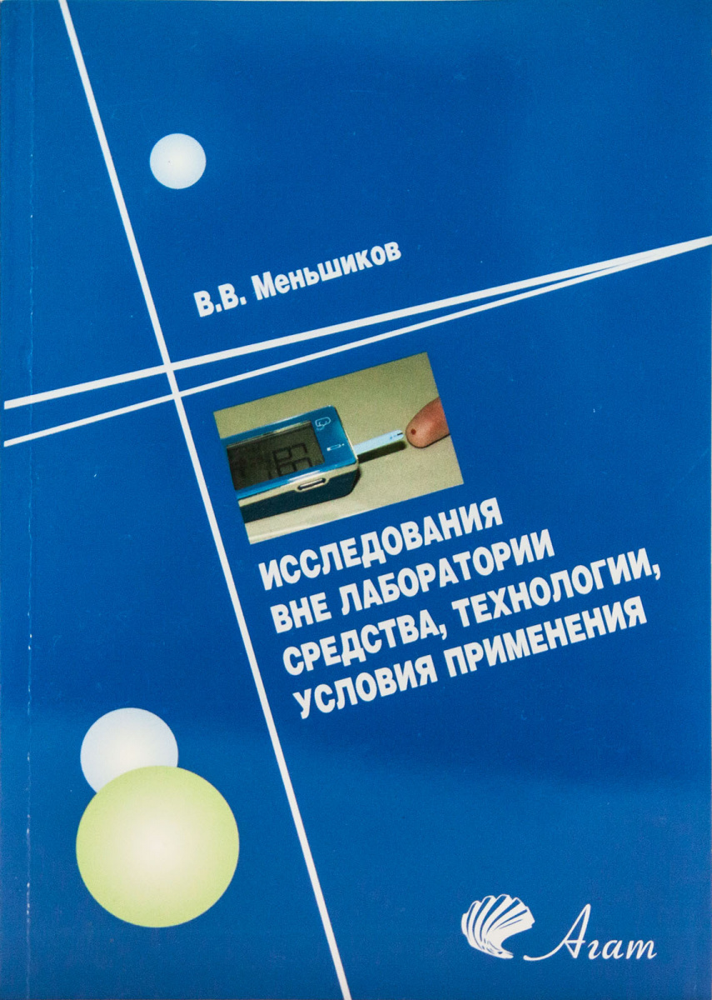 В.В. Меньшиков
ИССЛЕДОВАНИЯ
ВНЕ ЛАБОРАТОРИИ
СРЕДСТВА, ТЕХНОЛОГИИ,
УСЛОВИЯ ПРИМЕНЕНИЯ
Агат